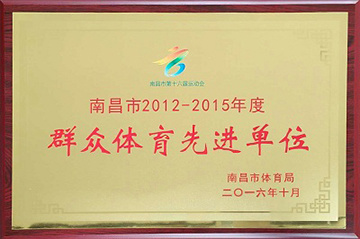 南昌市第十六届运动会
南昌市2012-2015年度
群众体育先进单位
南昌市体育局
二〇一六年十月